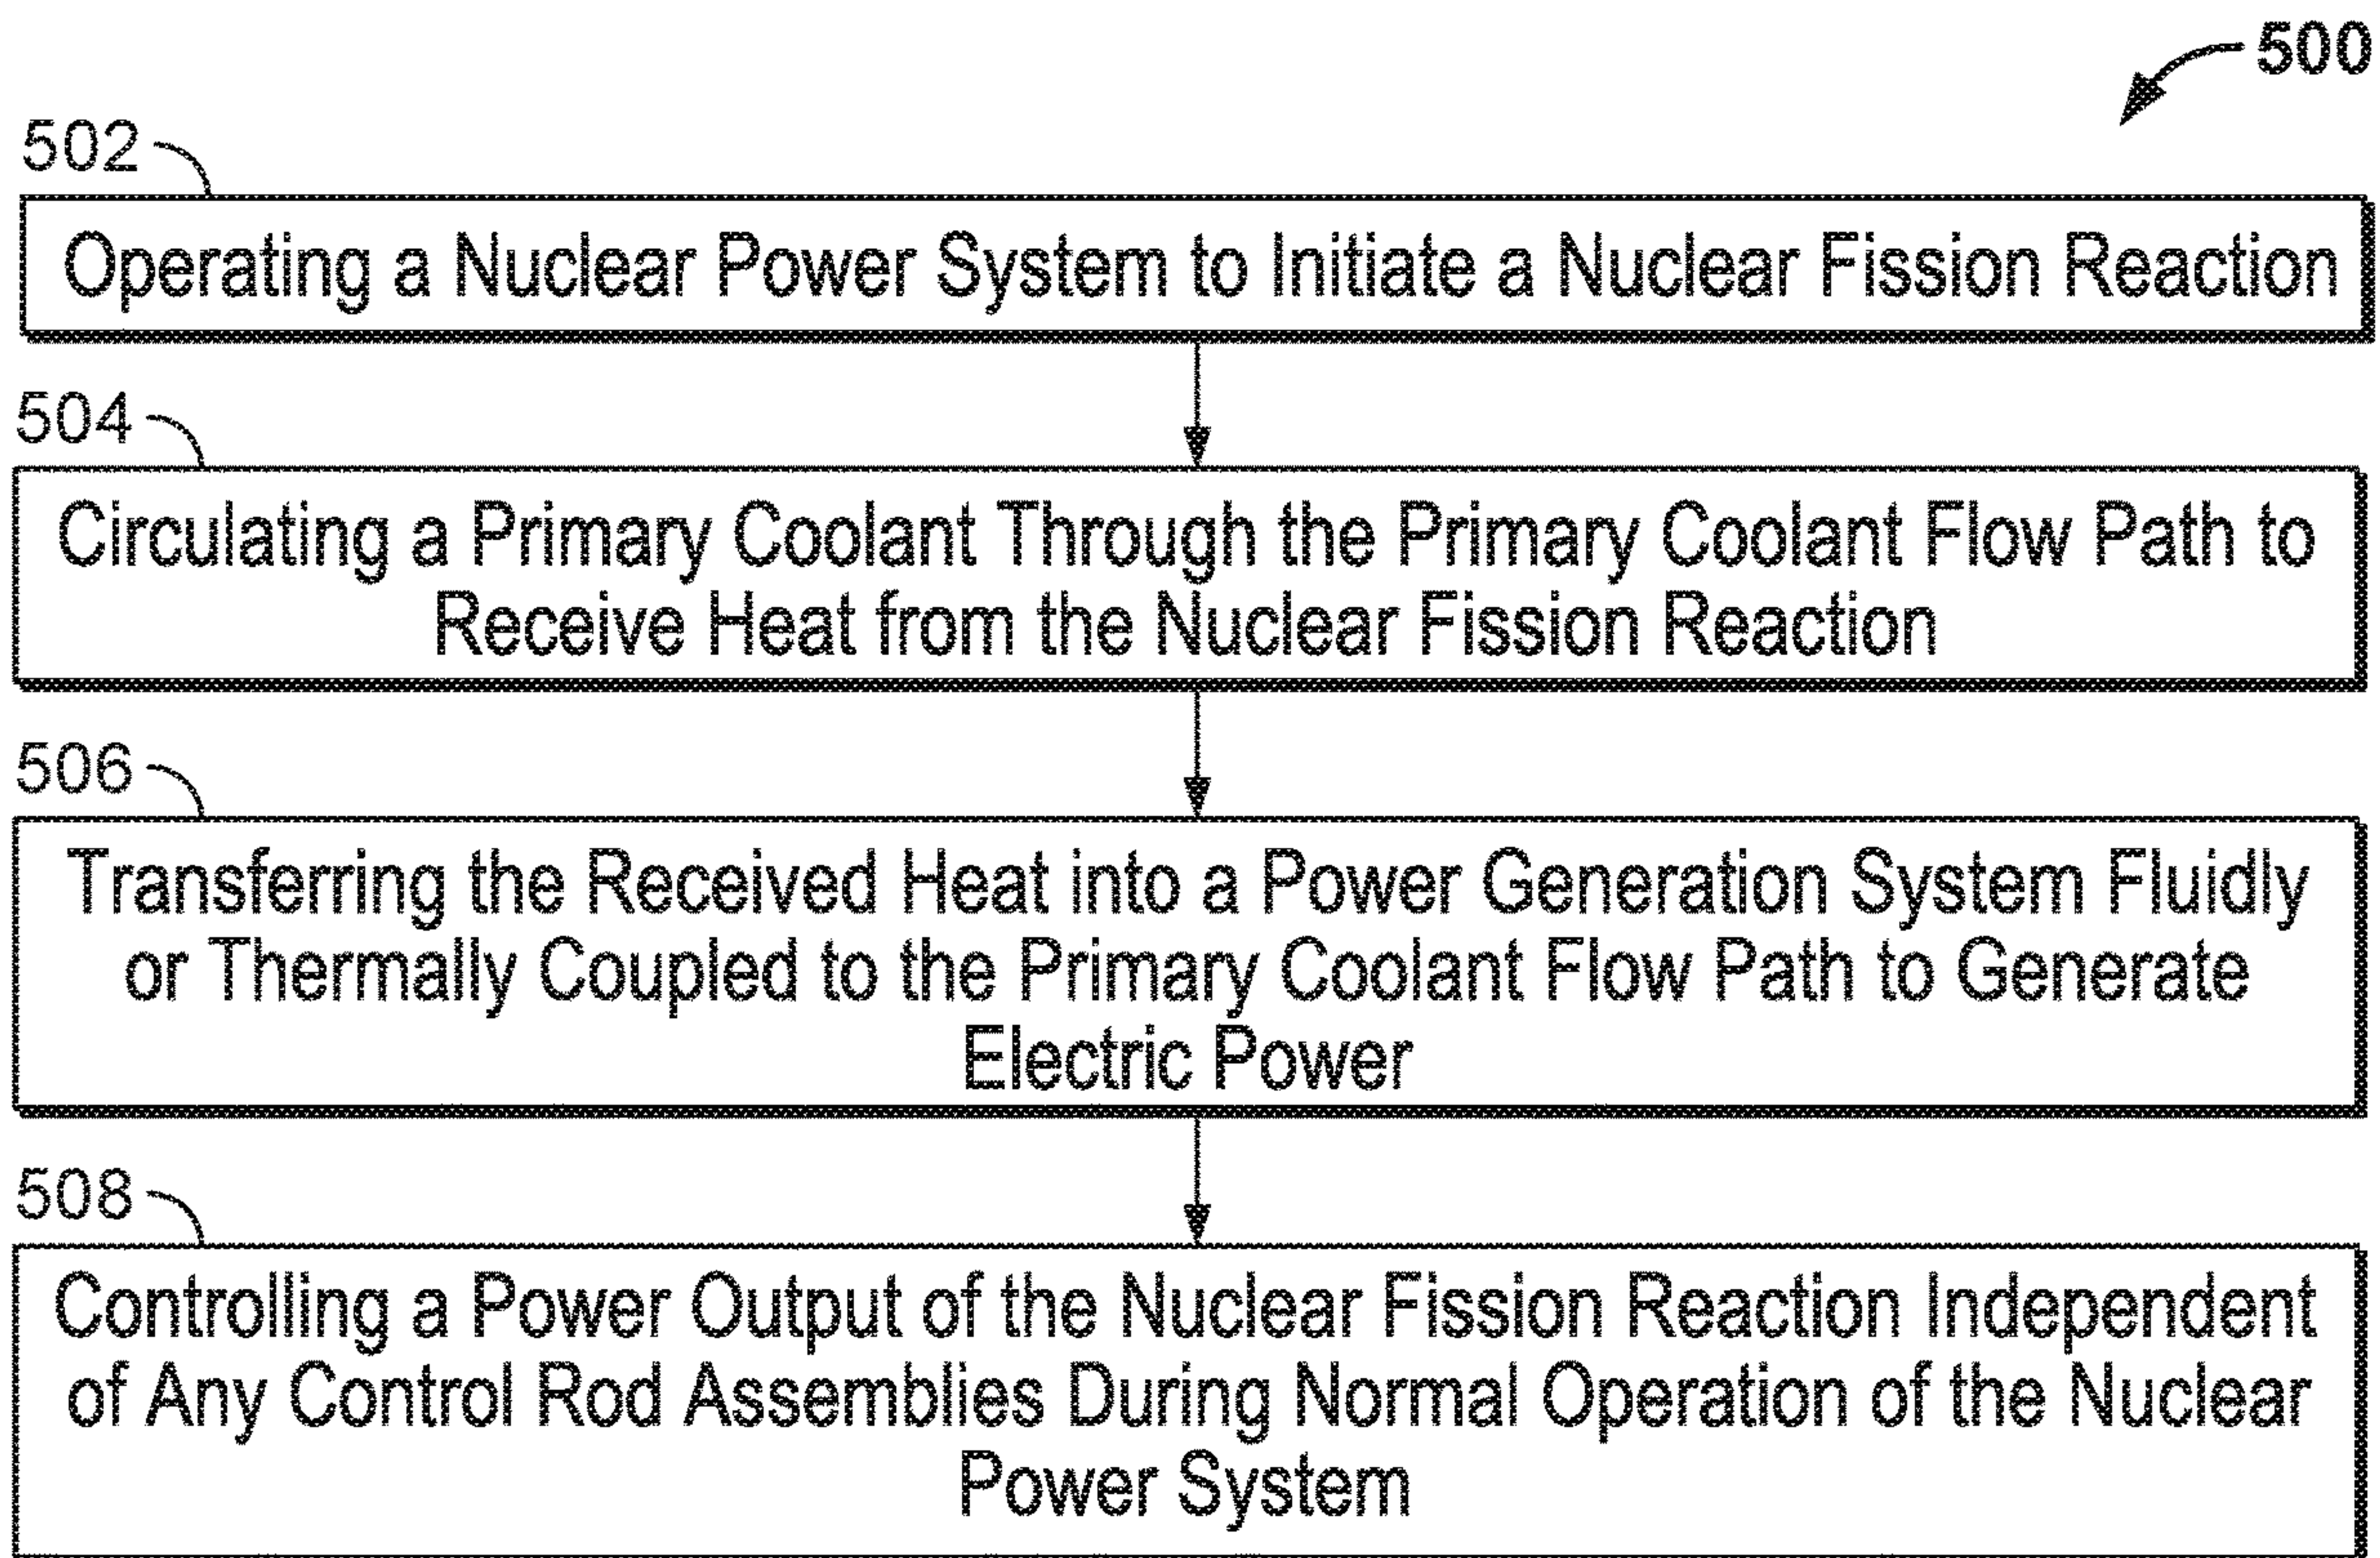 500
502
Operating a Nuclear Power System to Initiate a Nuclear Fission Reaction
504
Circulating a Primary Coolant Through the Primary Coolant Flow Path to
Receive Heat from the Nuclear Fission Reaction
506
Transferring the Received Heat into a Power Generation System Fluidly
or Thermally Coupled to the Primary Coolant Flow Path to Generate
Electric Power
508
Controlling a Power Output of the Nuclear Fission Reaction Independent
of Any Control Rod Assemblies During Normal Operation of the Nuclear
Power System